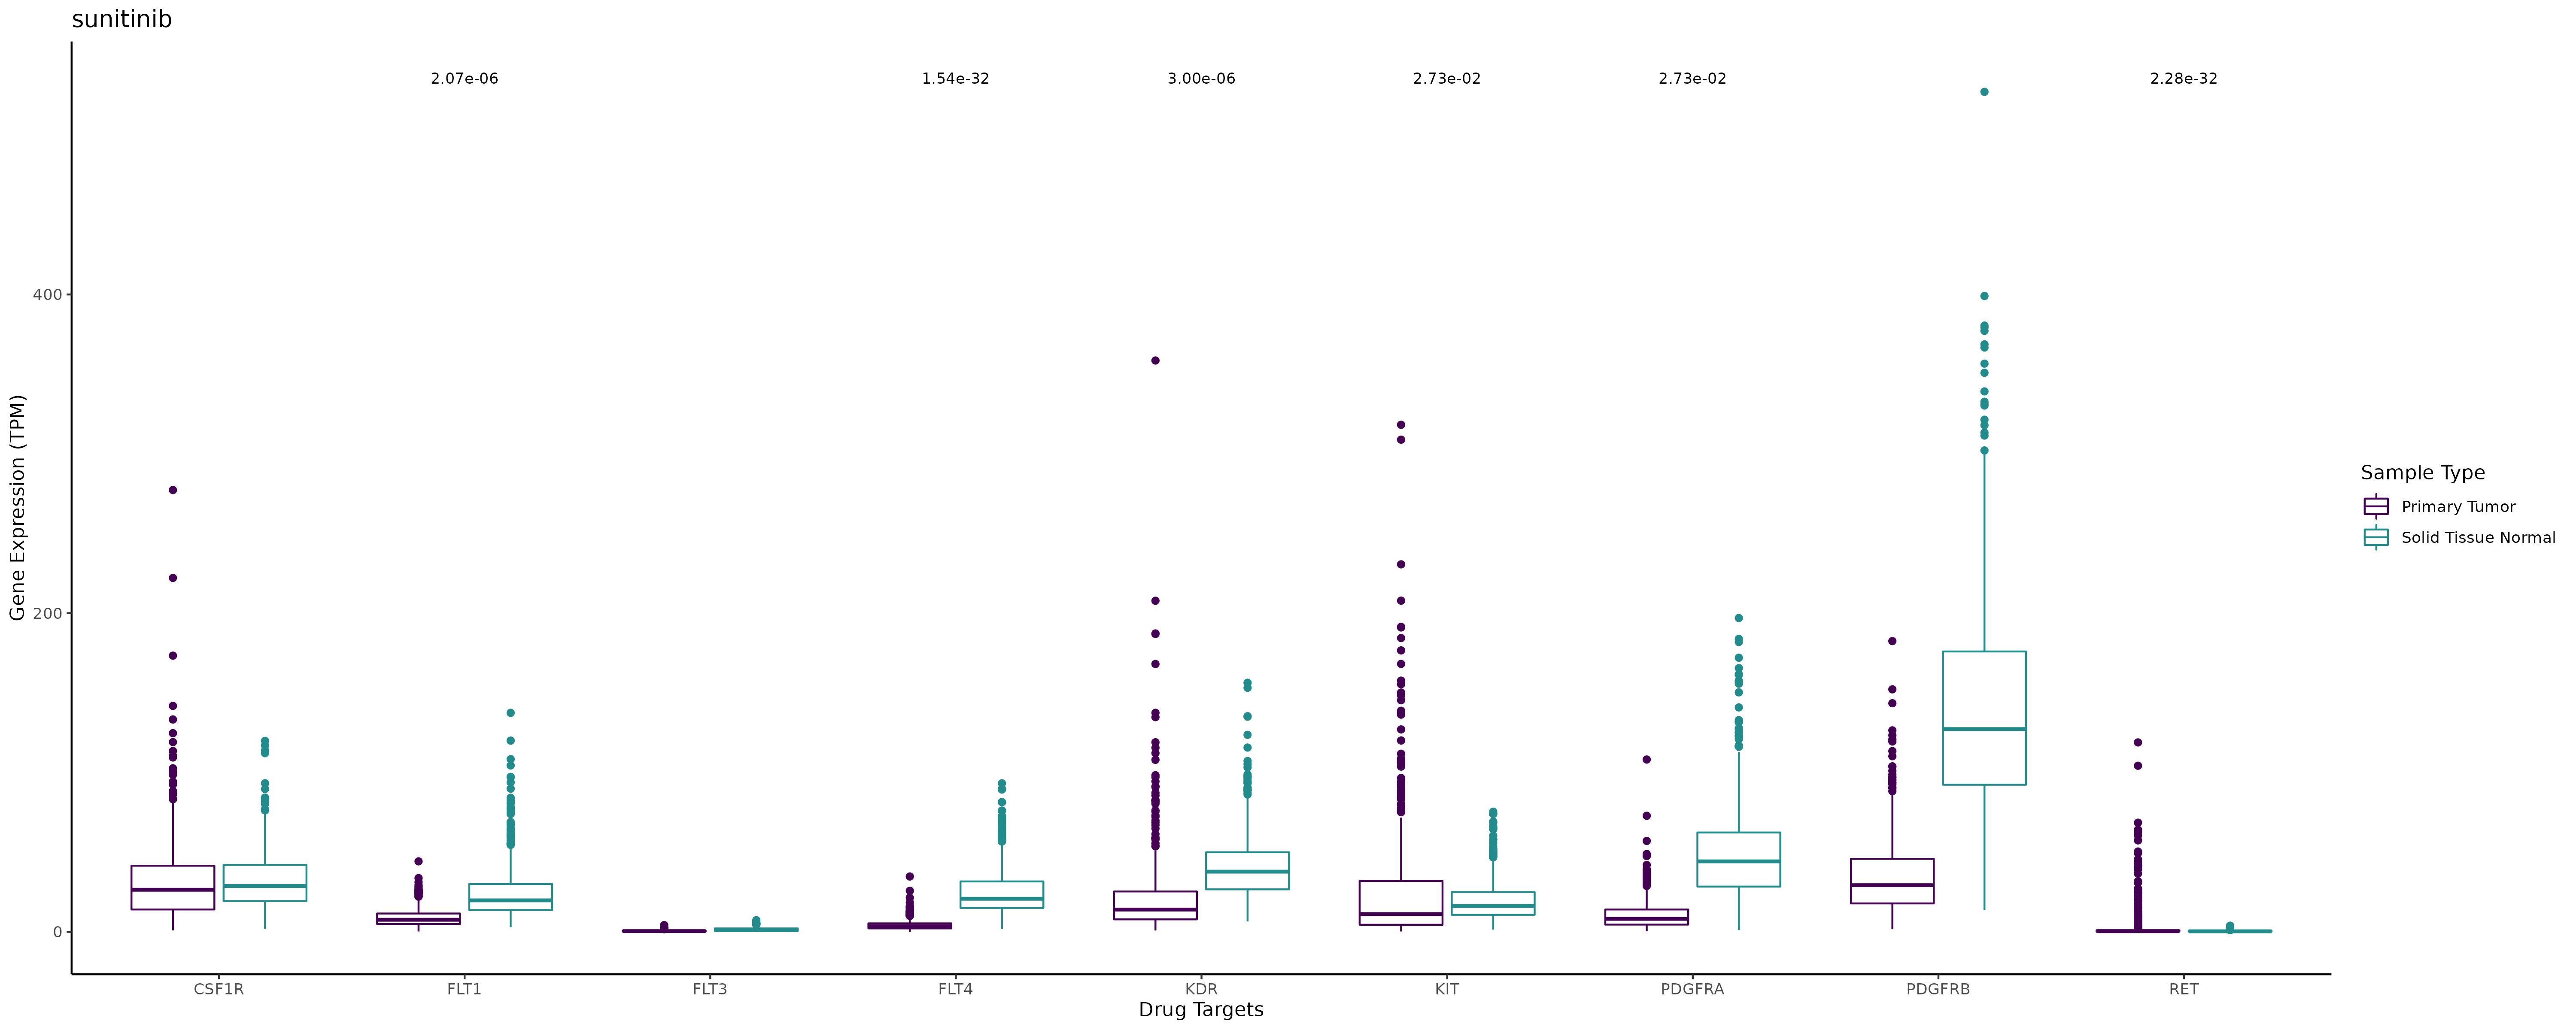 sunitinib
2.07e-06 1.54e-32 3.00e-06 2.73e-02 2.73e-02 2.28e-32
Gene Expression (TPM)
400
200
0
Sample Type
Primary Tumor
Solid Tissue Normal
CSF1R FLT1 FLT3 FLT4 KDR KIT PDGFRA PDGFRB RET
Drug Targets